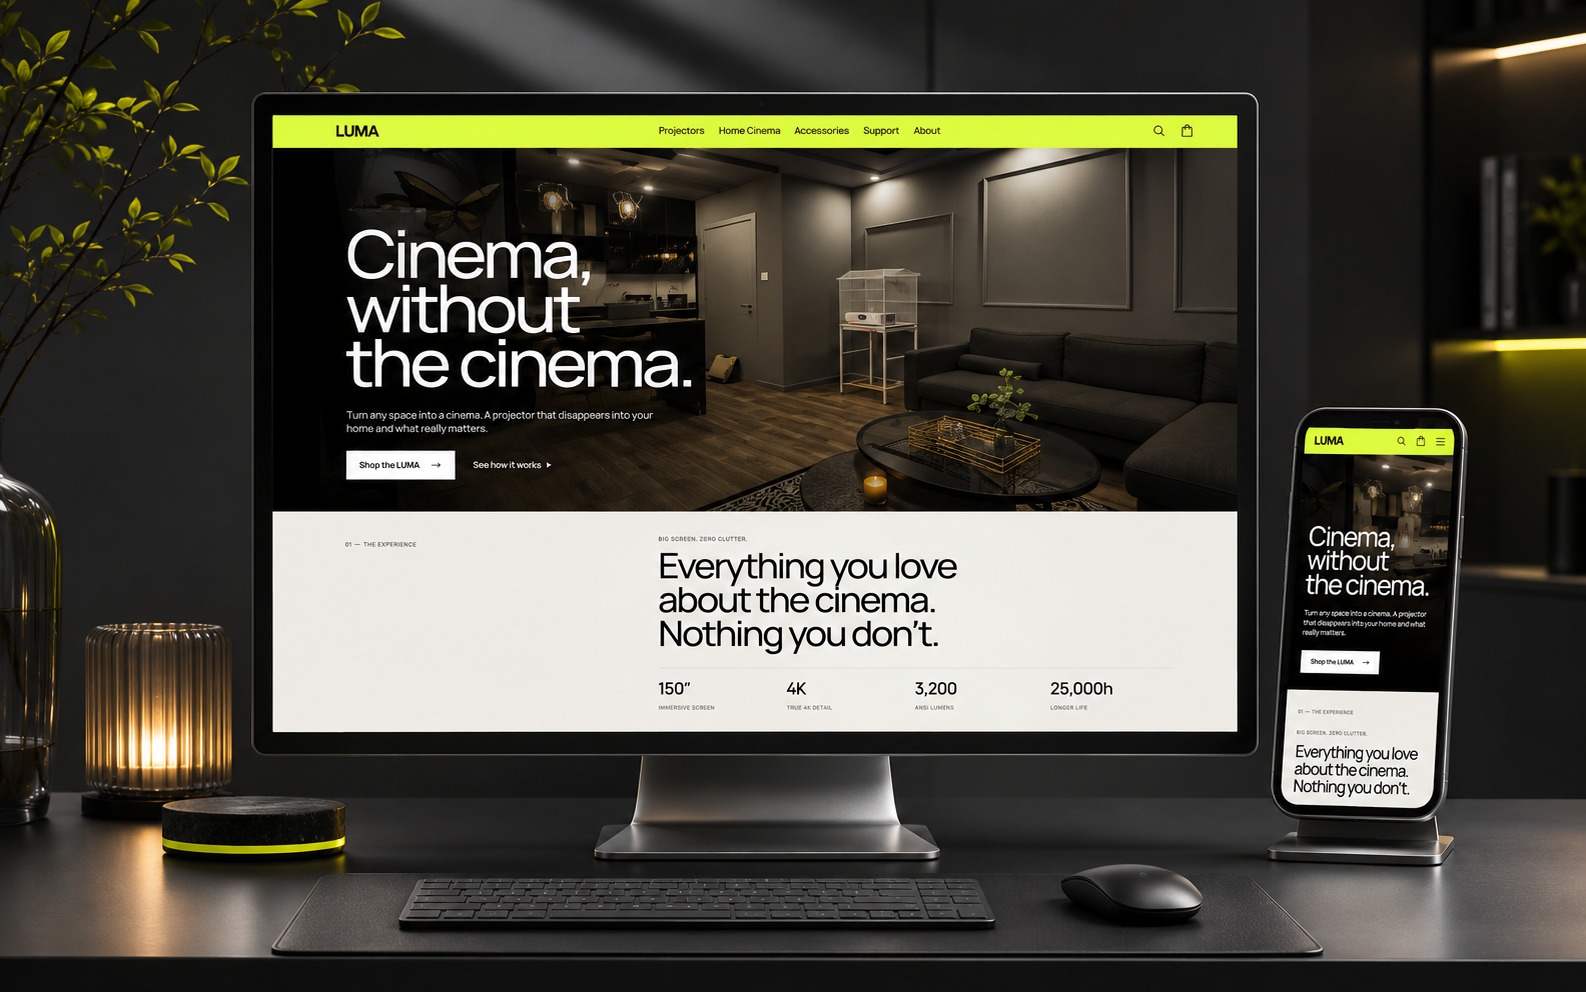 LUMA
Projectors Home Cinema Accessories Support About
Cinema,
without
the cinema.
Turn any space into a cinema. A projector that disappears into your
home and what really matters.
Shop the LUMA →
See how it works ▶
01 — THE EXPERIENCE
BIG SCREEN. ZERO CLUTTER.
Everything you love
about the cinema.
Nothing you don't.
150″ 4K 3,200 25,000h
IMMERSIVE SCREEN TRUE 4K DETAIL ANSI LUMENS LONGER LIFE
LUMA
Cinema,
without
the cinema.
Turn any space into a cinema. A projector
that disappears into your home and what
really matters.
Shop the LUMA →
01 — THE EXPERIENCE
BIG SCREEN. ZERO CLUTTER.
Everything you love
about the cinema.
Nothing you don't.